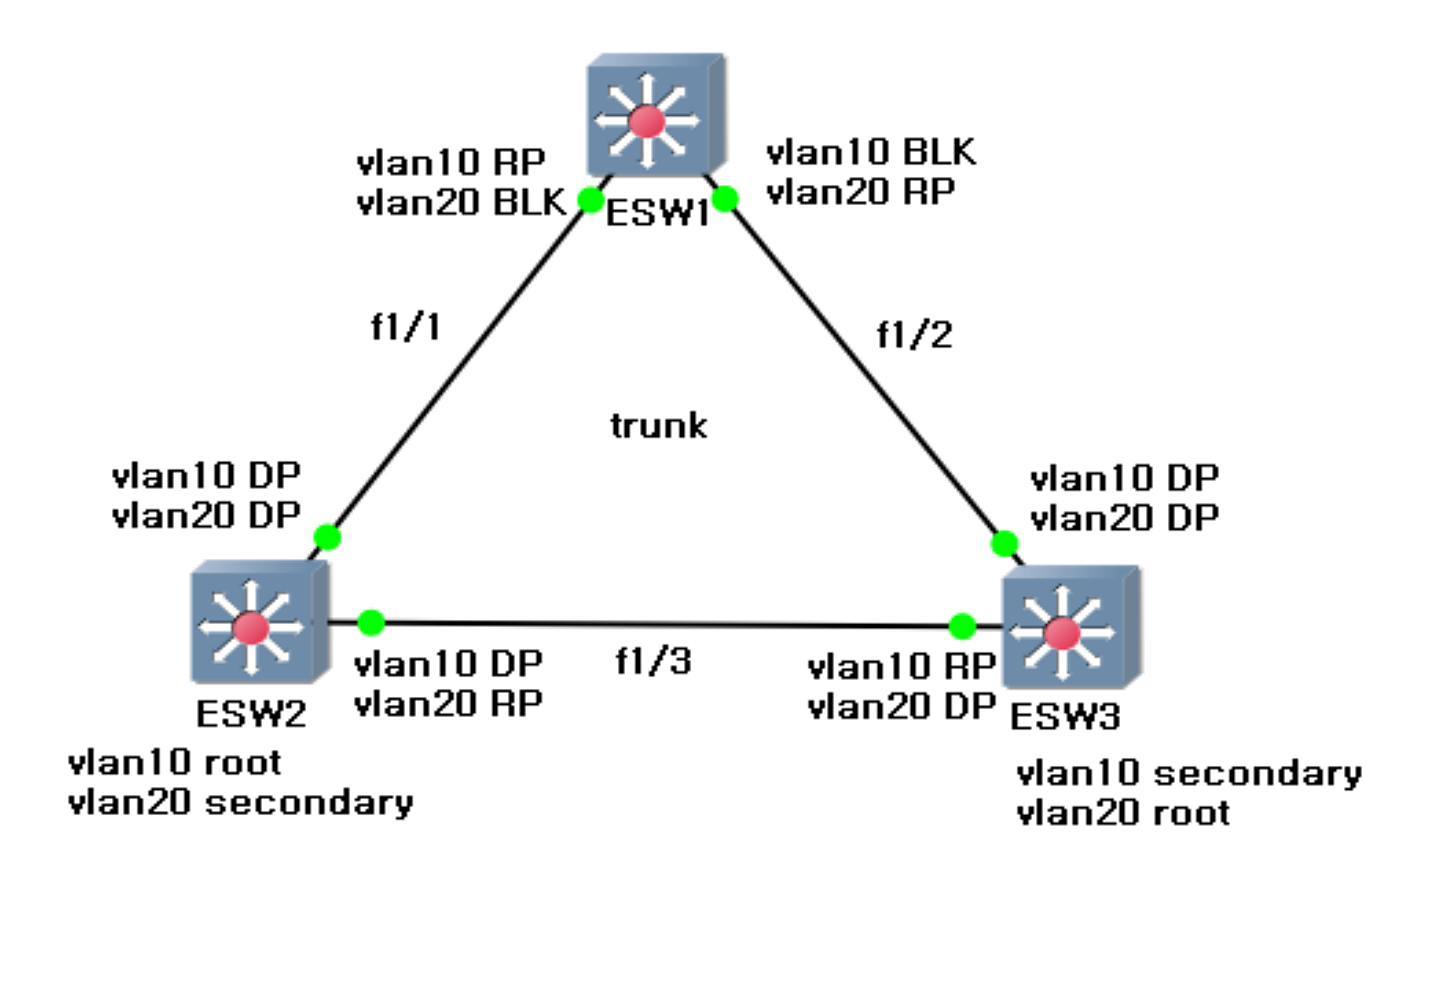 vlan10 RP
vlan20 BLK
vlan10 BLK
vlan20 RP
ESW1
f1/1
f1/2
trunk
vlan10 DP
vlan20 DP
vlan10 DP
vlan20 DP
vlan10 DP
vlan20 RP
f1/3
vlan10 RP
vlan20 DP
ESW2
vlan10 root
vlan20 secondary
ESW3
vlan10 secondary
vlan20 root